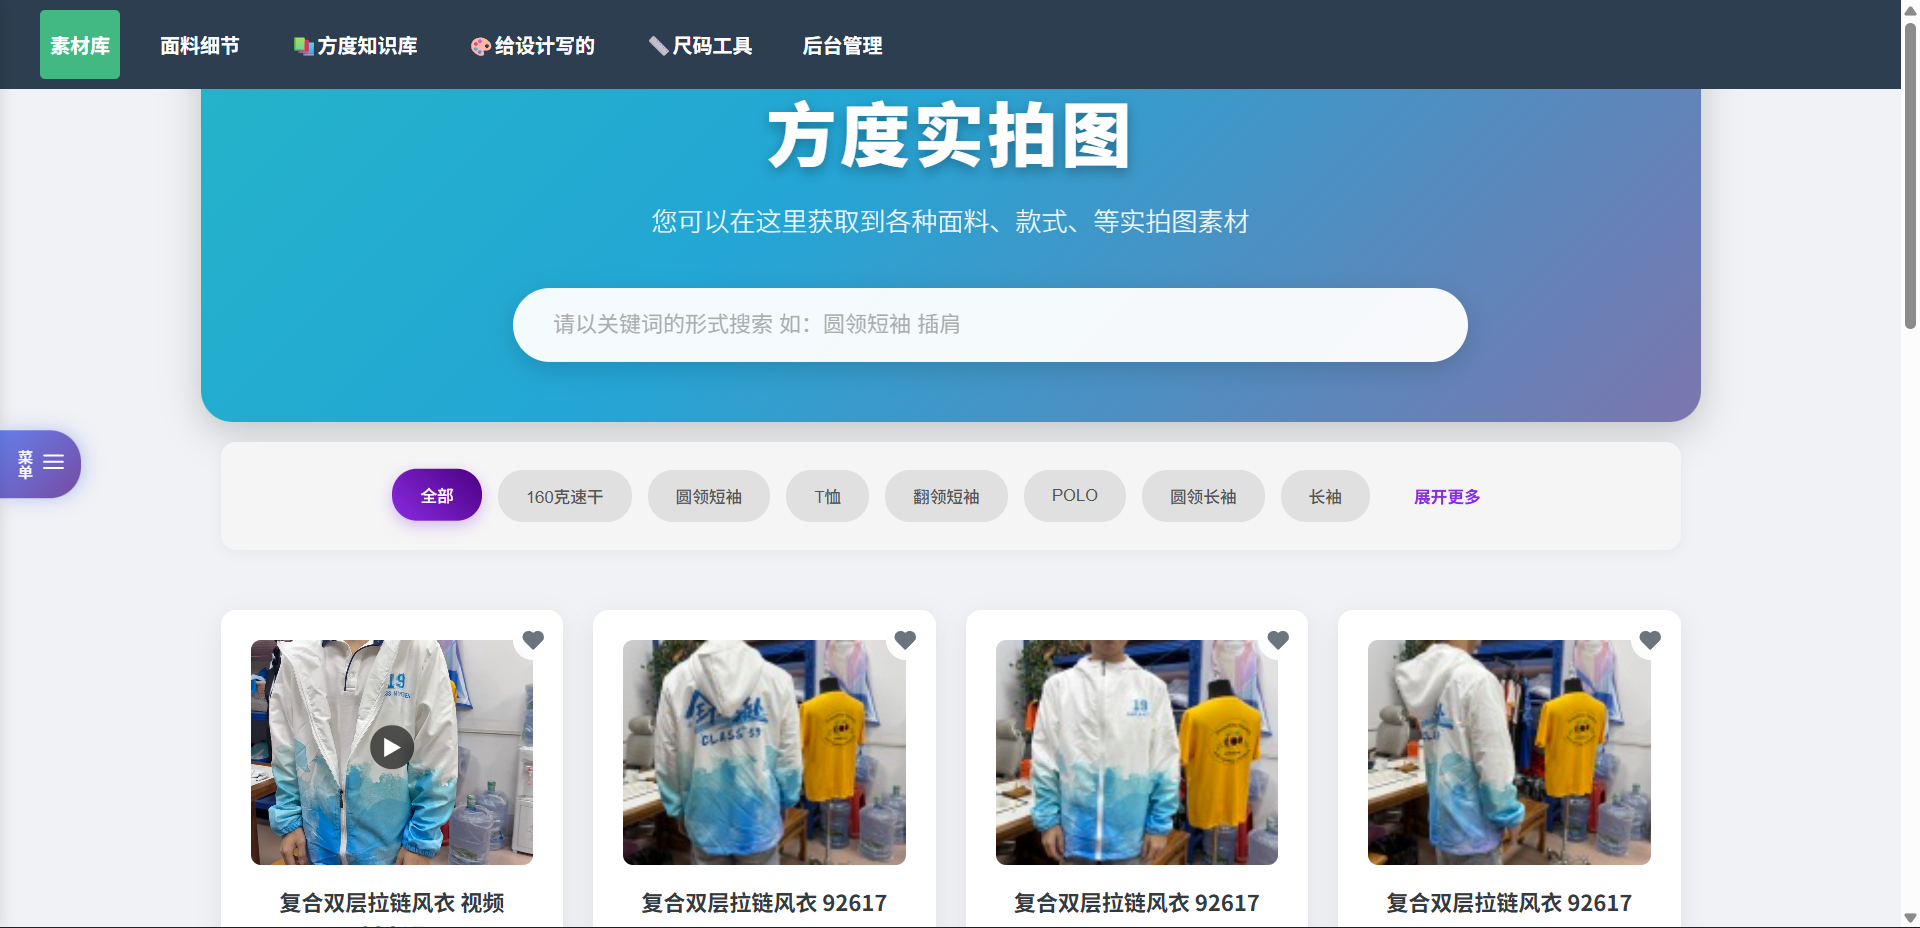 素材库
面料细节
方度知识库
给设计写的
尺码工具
后台管理
方度实拍图
您可以在这里获取到各种面料、款式、等实拍图素材
请以关键词的形式搜索 如：圆领短袖 插肩
菜单
全部
160克速干
圆领短袖
T恤
翻领短袖
POLO
圆领长袖
长袖
展开更多
19
CLASS 59
19
复合双层拉链风衣 视频
复合双层拉链风衣 92617
复合双层拉链风衣 92617
复合双层拉链风衣 92617